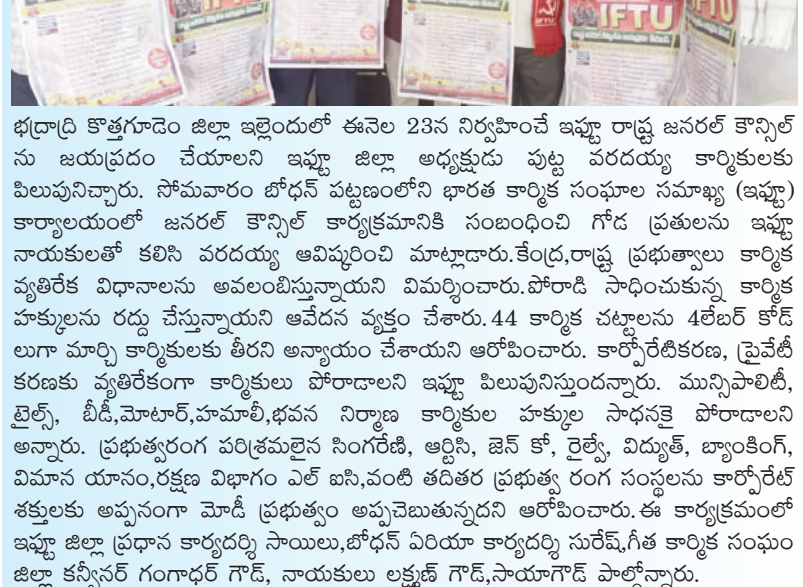 IFTU
IFTU
IFTU
భద్రాద్రి కొత్తగూడెం జిల్లా ఇల్లెందులో ఈనెల 23న నిర్వహించే ఇఫ్టూ రాష్ట్ర జనరల్ కౌన్సిల్
ను జయప్రదం చేయాలని ఇఫ్టూ జిల్లా అధ్యక్షుడు పుట్ట వరదయ్య కార్మికులకు
పిలుపునిచ్చారు. సోమవారం బోధన్ పట్టణంలోని భారత కార్మిక సంఘాల సమాఖ్య (ఇఫ్టూ)
కార్యాలయంలో జనరల్ కౌన్సిల్ కార్యక్రమానికి సంబంధించి గోడ ప్రతులను ఇఫ్టూ
నాయకులతో కలిసి వరదయ్య ఆవిష్కరించి మాట్లాడారు.కేంద్ర,రాష్ట్ర ప్రభుత్వాలు కార్మిక
వ్యతిరేక విధానాలను అవలంబిస్తున్నాయని విమర్శించారు.పోరాడి సాధించుకున్న కార్మిక
హక్కులను రద్దు చేస్తున్నాయని ఆవేదన వ్యక్తం చేశారు. 44 కార్మిక చట్టాలను 4లేబర్ కోడ్
లుగా మార్చి కార్మికులకు తీరని అన్యాయం చేశాయని ఆరోపించారు. కార్పోరేటికరణ, ప్రైవేటీ
కరణకు వ్యతిరేకంగా కార్మికులు పోరాడాలని ఇఫ్టూ పిలుపునిస్తుందన్నారు. మున్సిపాలిటీ,
టైల్స్, బీడీ,మోటార్,హమాలీ,భవన నిర్మాణ కార్మికుల హక్కుల సాధనకై పోరాడాలని
అన్నారు. ప్రభుత్వరంగ పరిశ్రమలైన సింగరేణి, ఆర్టిసి, జెన్ కో, రైల్వే, విద్యుత్, బ్యాంకింగ్,
విమాన యానం,రక్షణ విభాగం ఎల్ ఐసి,వంటి తదితర ప్రభుత్వ రంగ సంస్థలను కార్పోరేట్
శక్తులకు అప్పనంగా మోడీ ప్రభుత్వం అప్పచెబుతున్నదని ఆరోపించారు.ఈ కార్యక్రమంలో
ఇఫ్టూ జిల్లా ప్రధాన కార్యదర్శి సాయిలు,బోధన్ ఏరియా కార్యదర్శి సురేష్,గీత కార్మిక సంఘం
జిల్లా కన్వీనర్ గంగాధర్ గౌడ్, నాయకులు లక్ష్మణ్ గౌడ్,సాయాగౌడ్ పాల్గోన్నారు.